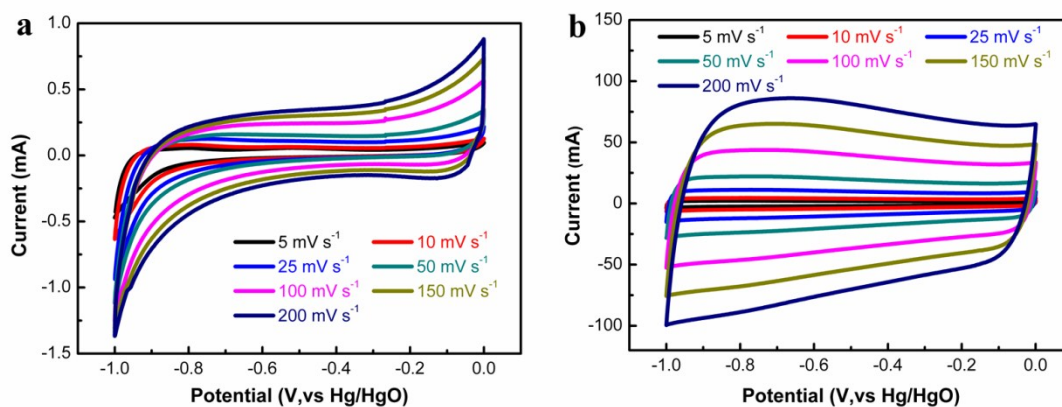 a
1.0
0.5
0.0
-0.5
-1.0
-1.5
Current (mA)
5 mV s⁻¹ 10 mV s⁻¹
25 mV s⁻¹ 50 mV s⁻¹
100 mV s⁻¹ 150 mV s⁻¹
200 mV s⁻¹
-1.0 -0.8 -0.6 -0.4 -0.2 0.0
Potential (V,vs Hg/HgO)
b
150
100
50
0
-50
-100
Current (mA)
5 mV s⁻¹ 10 mV s⁻¹ 25 mV s⁻¹
50 mV s⁻¹ 100 mV s⁻¹ 150 mV s⁻¹
200 mV s⁻¹
-1.0 -0.8 -0.6 -0.4 -0.2 0.0
Potential (V,vs Hg/HgO)